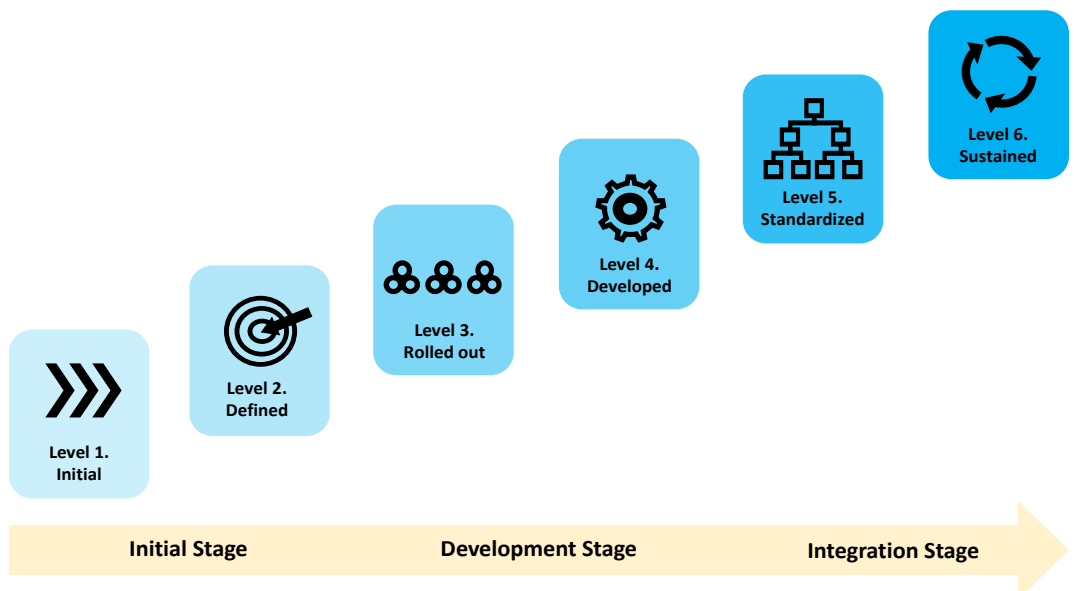 Level 1.
Initial
Level 2.
Defined
Level 3.
Rolled out
Level 4.
Developed
Level 5.
Standardized
Level 6.
Sustained
Initial Stage
Development Stage
Integration Stage